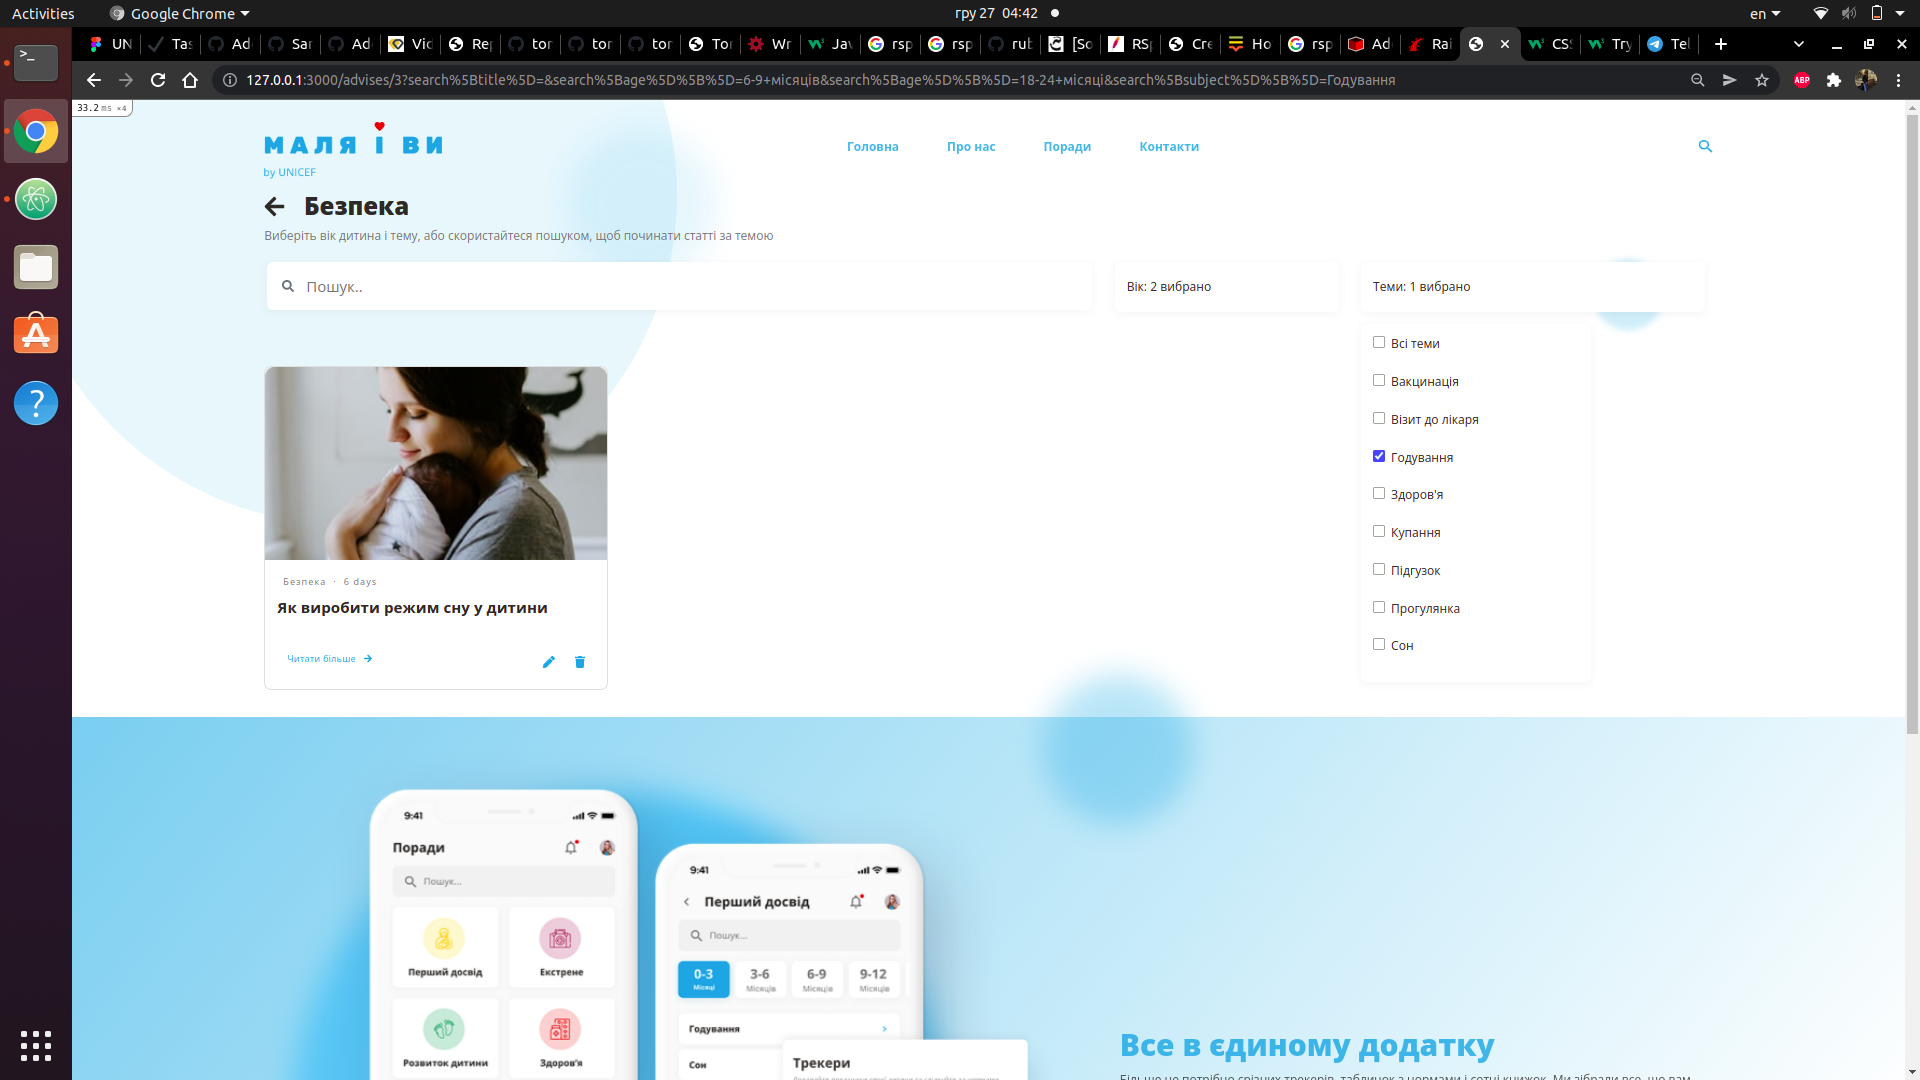 Activities
Google Chrome
гру 27 04:42
en
UN
Tas
Ad
Sar
Ad
Vic
Rep
tor
tor
tor
Tor
Wr
Jav
rsp
rsp
rub
[So
RSp
Cre
Ho
rsp
Ad
Rai
CSS
Try
Tel
127.0.0.1:3000/advises/3?search%5Btitle%5D=&search%5Bage%5D%5B%5D=6-9+місяців&search%5Bage%5D%5B%5D=18-24+місяці&search%5Bsubject%5D%5B%5D=Годування
ABP
33.2 ms ×4
МАЛЯ І ВИ
by UNICEF
Головна
Про нас
Поради
Контакти
Безпека
Виберіть вік дитина і тему, або скористайтеся пошуком, щоб починати статті за темою
Пошук..
Вік: 2 вибрано
Теми: 1 вибрано
Всі теми
Вакцинація
Візит до лікаря
Годування
Здоров'я
Купання
Підгузок
Прогулянка
Сон
Безпека · 6 days
Як виробити режим сну у дитини
Читати більше
9:41
Поради
Пошук...
Перший досвід
Екстрене
Розвиток дитини
Здоров'я
9:41
Перший досвід
Пошук...
0-3
Місяці
3-6
Місяців
6-9
Місяців
9-12
Місяців
Годування
Сон
Трекери
Все в єдиному додатку